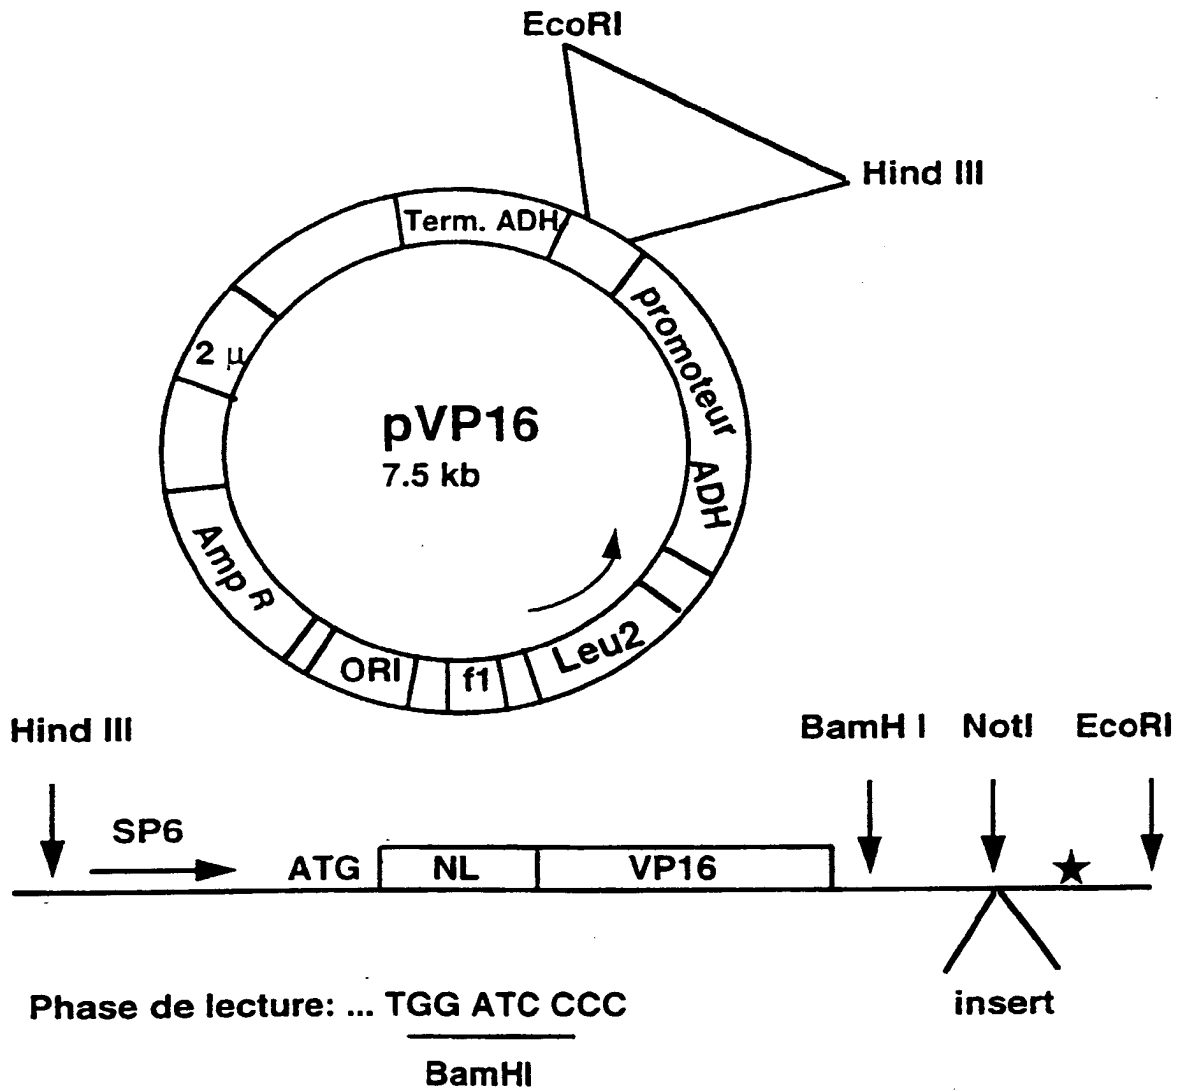 EcoRI
Hind III
Term. ADH
promoteur ADH
2 µ
pVP16
7.5 kb
Amp R
ORI
f1
Leu2
Hind III
BamH I NotI EcoRI
SP6
ATG NL VP16
insert
Phase de lecture: ... TGG ATC CCC
BamHI